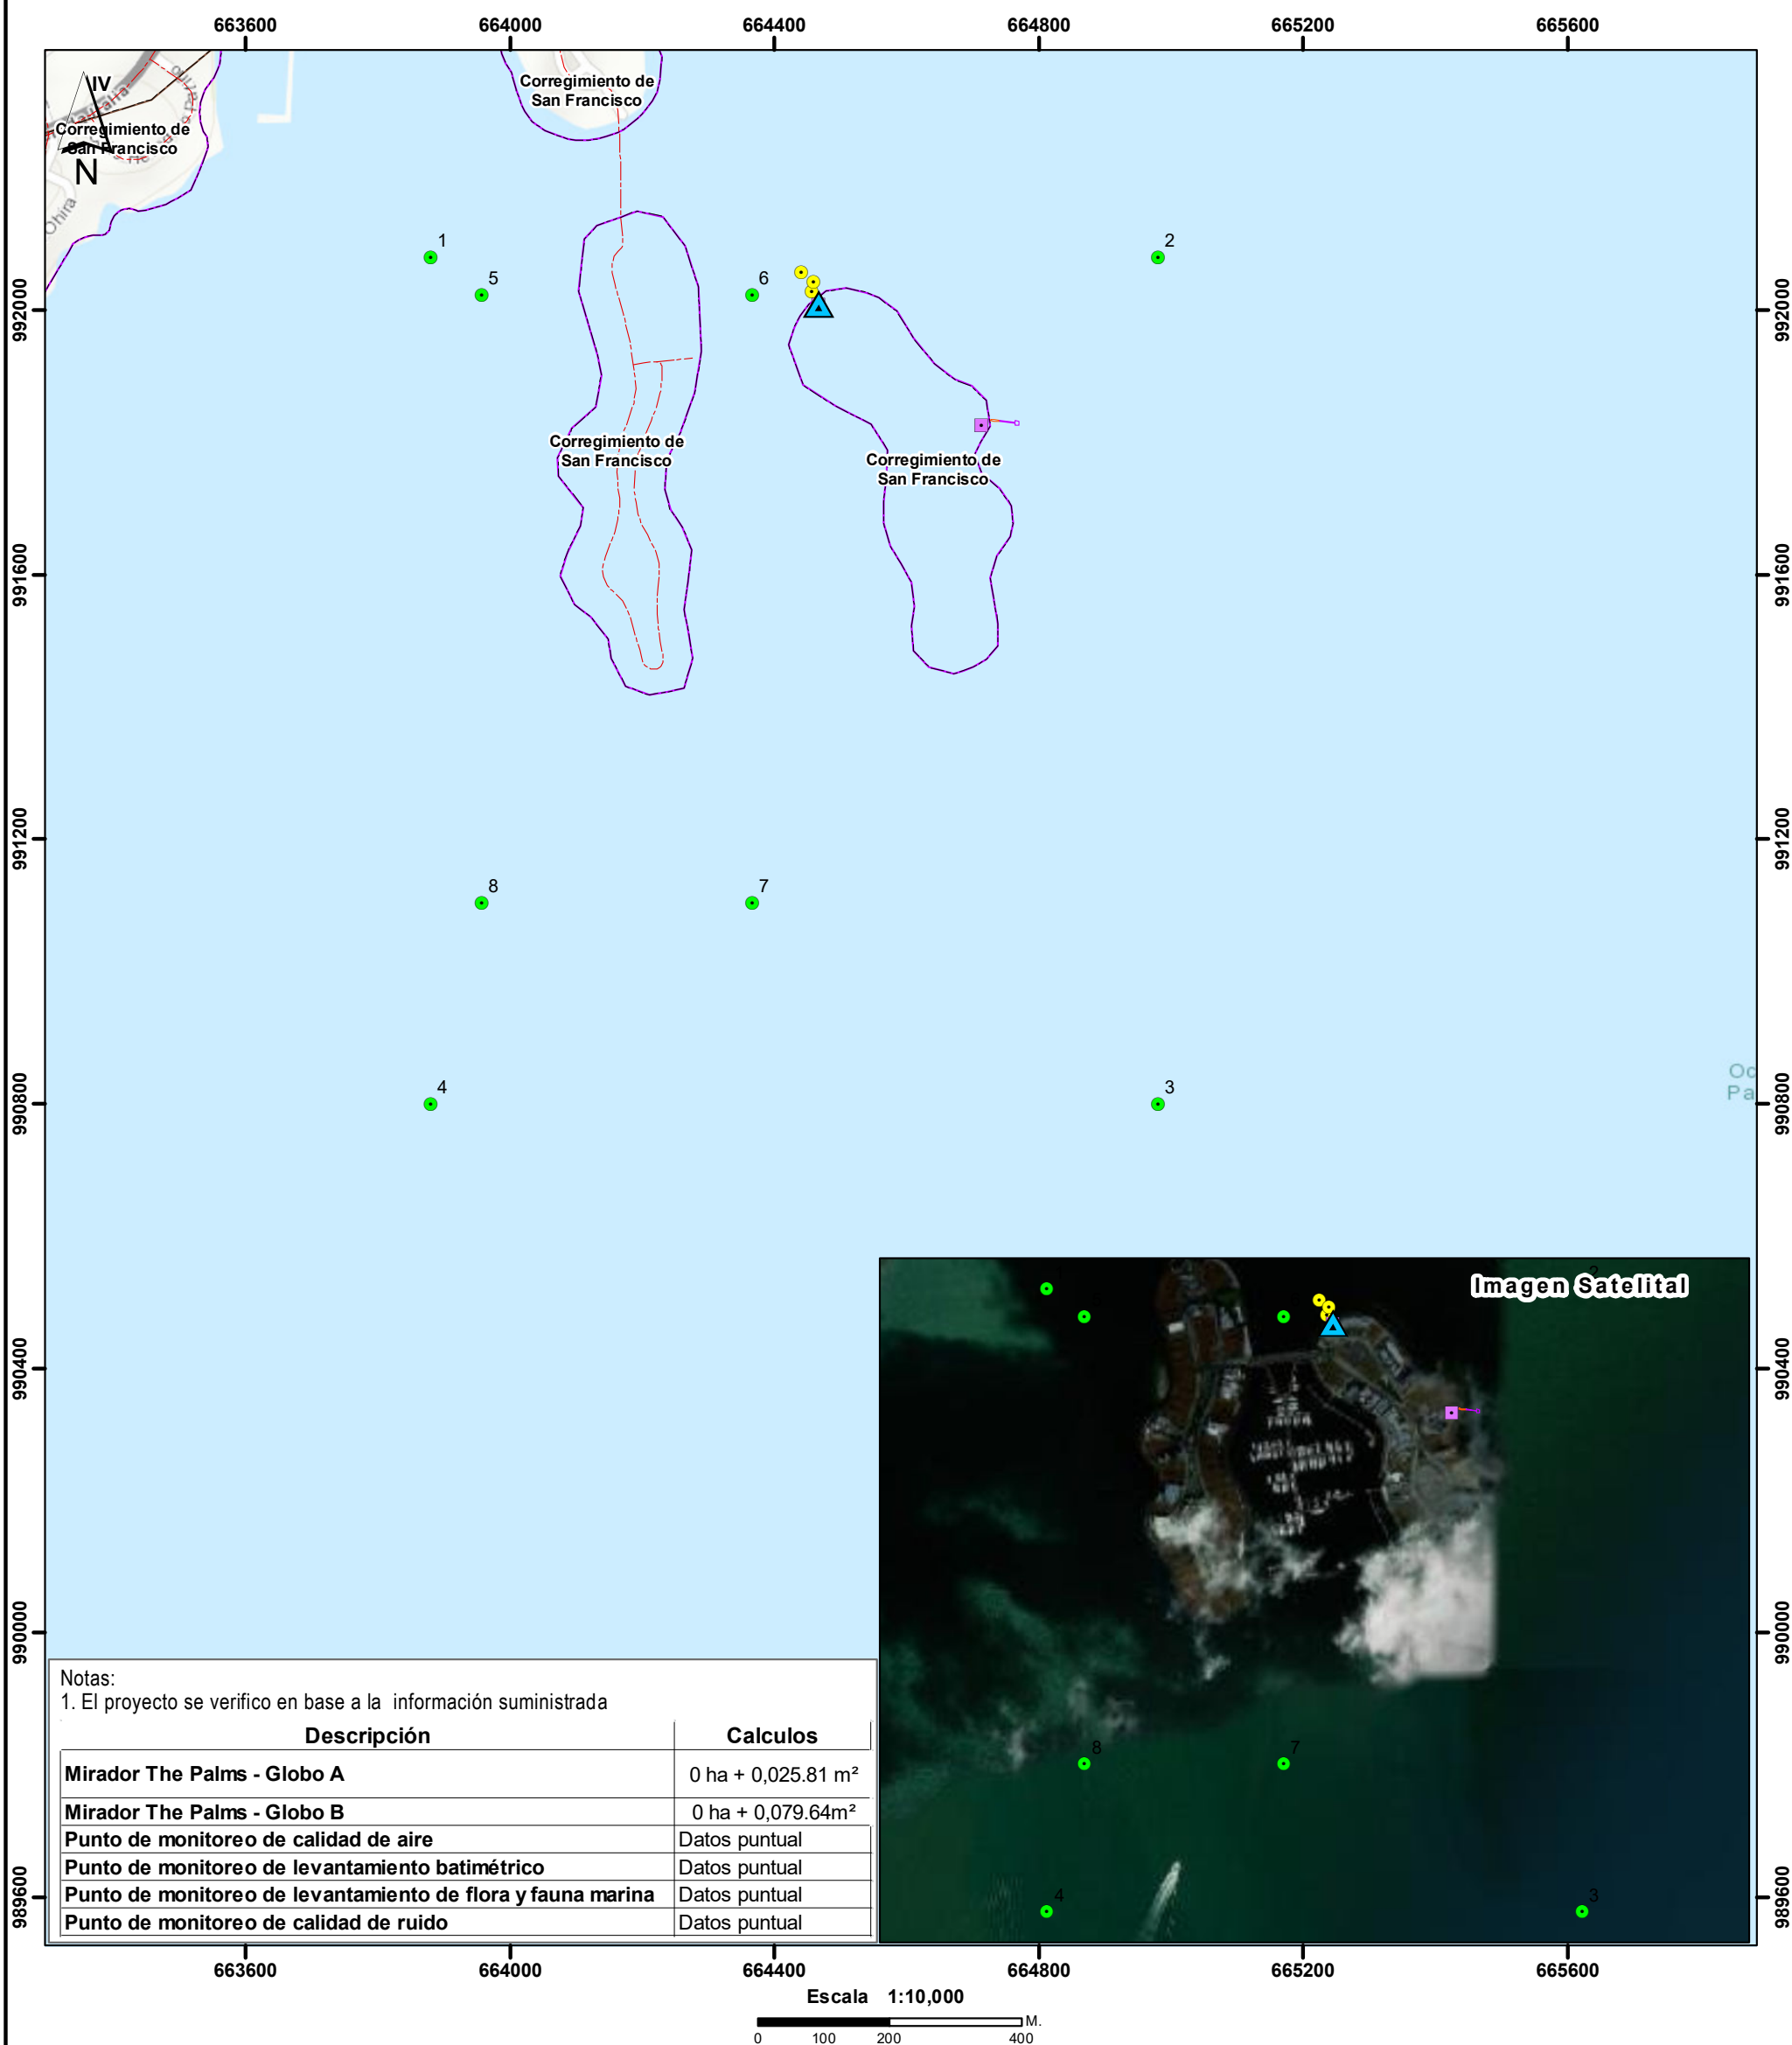 663600 664000 664400 664800 665200 665600
Corregimiento de
San Francisco
IV
Corregimiento de
San Francisco
N
Ohira
1
2
5
6
992000 992000
Corregimiento de
San Francisco
Corregimiento de
San Francisco
991600 991600
991200 991200
8
7
Oc
Pa
4
3
990800 990800
2
Imagen Satelital
990400 990400
990000 990000
8
7
4
3
989600 989600
Notas:
1. El proyecto se verifico en base a la información suministrada
Descripción Calculos
Mirador The Palms - Globo A 0 ha + 0,025.81 m²
Mirador The Palms - Globo B 0 ha + 0,079.64m²
Punto de monitoreo de calidad de aire Datos puntual
Punto de monitoreo de levantamiento batimétrico Datos puntual
Punto de monitoreo de levantamiento de flora y fauna marina Datos puntual
Punto de monitoreo de calidad de ruido Datos puntual
663600 664000 664400 664800 665200 665600
Escala 1:10,000
M.
0 100 200 400